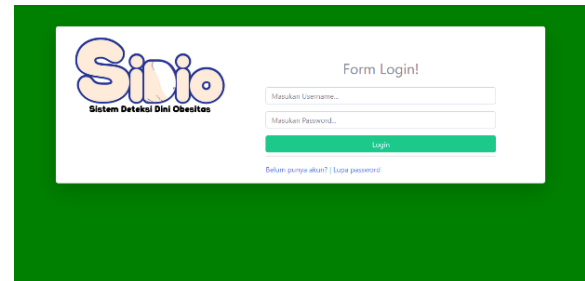 SiDio
Sistem Deteksi Dini Obesitas
Form Login!
Masukan Username...
Masukan Password...
Login
Belum punya akun? | Lupa password